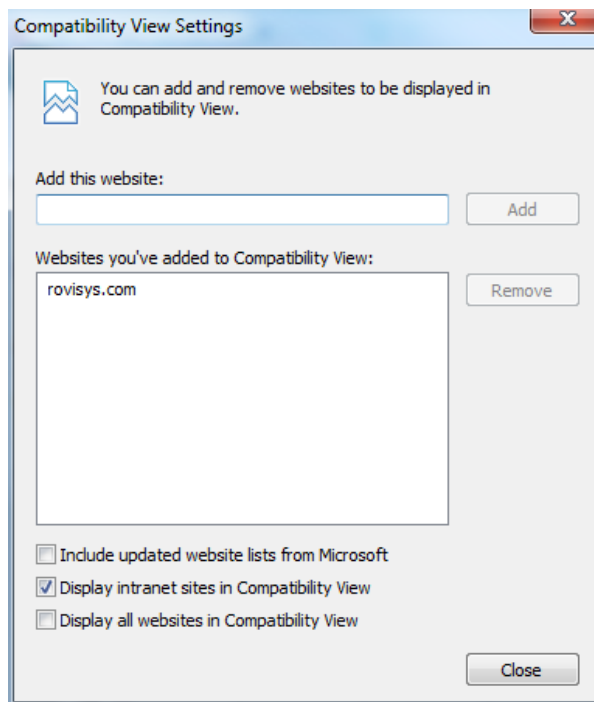 Compatibility View Settings
x
You can add and remove websites to be displayed in
Compatibility View.
Add this website:
Add
Websites you've added to Compatibility View:
rovisys.com
Remove
Include updated website lists from Microsoft
Display intranet sites in Compatibility View
Display all websites in Compatibility View
Close